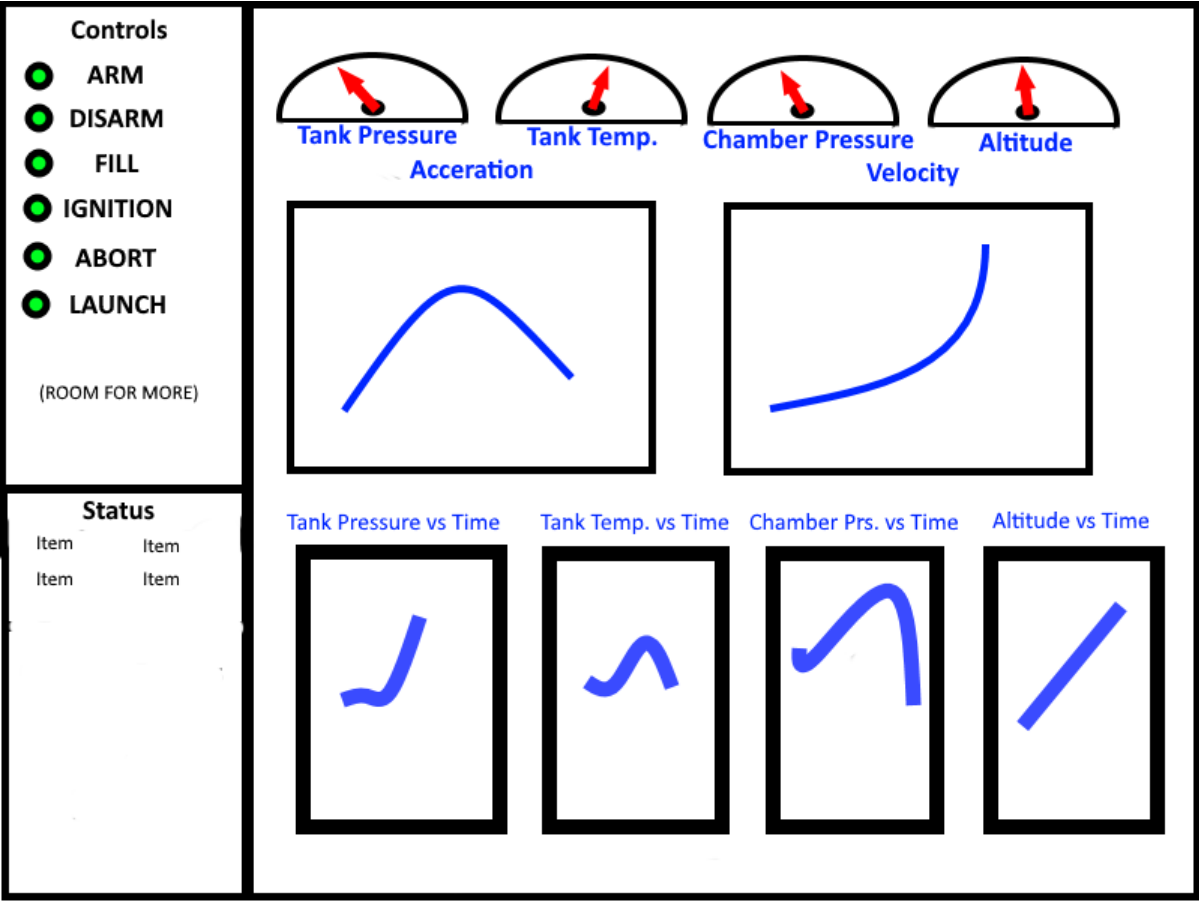 Controls
ARM
DISARM
FILL
IGNITION
ABORT
LAUNCH
(ROOM FOR MORE)
Status
Item Item
Item Item
Tank Pressure Tank Temp. Chamber Pressure Altitude
Acceration Velocity
Tank Pressure vs Time Tank Temp. vs Time Chamber Prs. vs Time Altitude vs Time